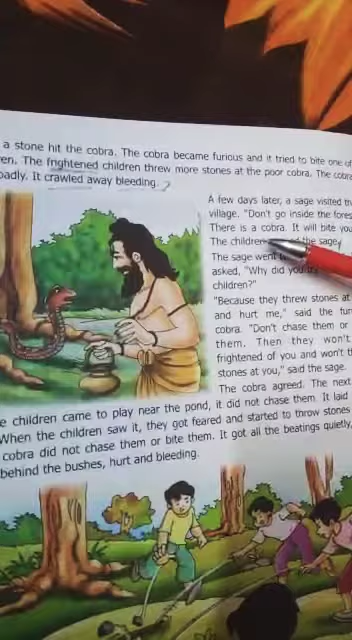 a stone hit the cobra. The cobra became furious and it tried to bite one of
ren. The frightened children threw more stones at the poor cobra. The cobra
badly. It crawled away bleeding.
A few days later, a sage visited th
village. "Don't go inside the fores
There is a cobra. It will bite you
The children the sage
The sage went
asked, "Why did you
children?"
"Because they threw stones at
and hurt me," said the fur
cobra. "Don't chase them or
them. Then they won't
frightened of you and won't th
stones at you," said the sage.
The cobra agreed. The next
e children came to play near the pond, it did not chase them. It laid
When the children saw it, they got feared and started to throw stones
cobra did not chase them or bite them. It got all the beatings quietly,
behind the bushes, hurt and bleeding.